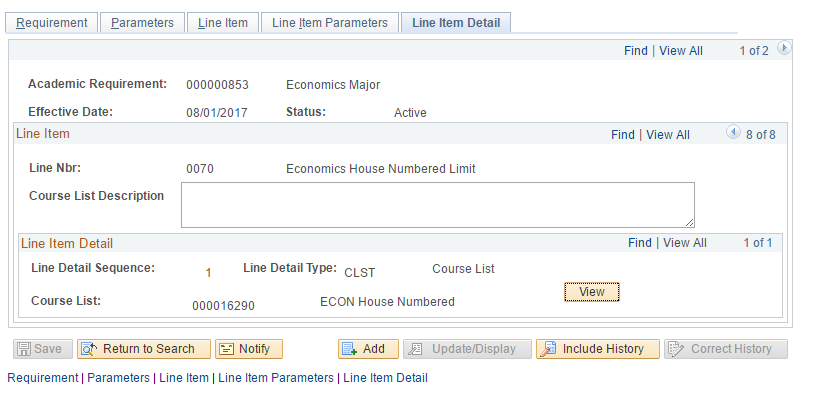 Requirement Parameters Line Item Line Item Parameters Line Item Detail
Find | View All 1 of 2
Academic Requirement: 000000853 Economics Major
Effective Date: 08/01/2017 Status: Active
Line Item Find | View All 8 of 8
Line Nbr: 0070 Economics House Numbered Limit
Course List Description
Line Item Detail Find | View All 1 of 1
Line Detail Sequence: 1 Line Detail Type: CLST Course List
Course List: 000016290 ECON House Numbered View
Save Return to Search Notify Add Update/Display Include History Correct History
Requirement | Parameters | Line Item | Line Item Parameters | Line Item Detail